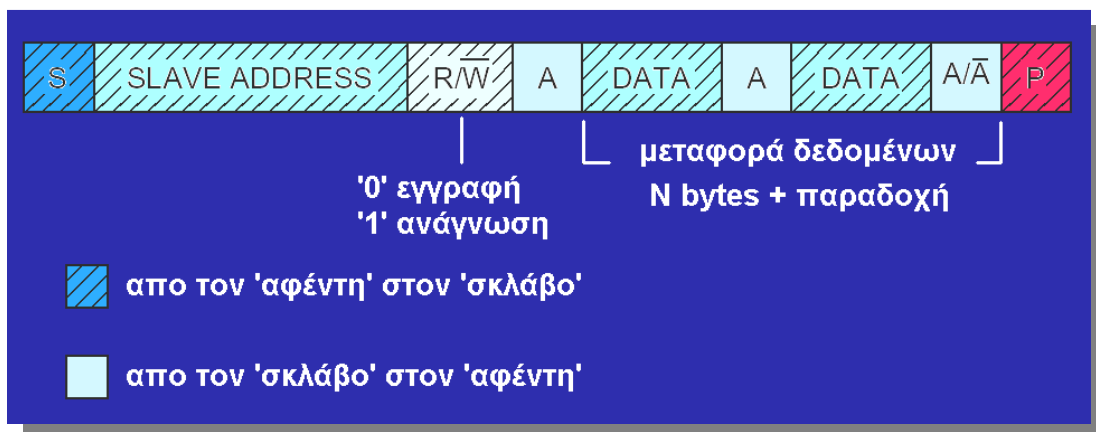 S SLAVE ADDRESS R/W̅ A DATA A DATA A/A̅ P
μεταφορά δεδομένων
'0' εγγραφή N bytes + παραδοχή
'1' ανάγνωση
απο τον 'αφέντη' στον 'σκλάβο'
απο τον 'σκλάβο' στον 'αφέντη'